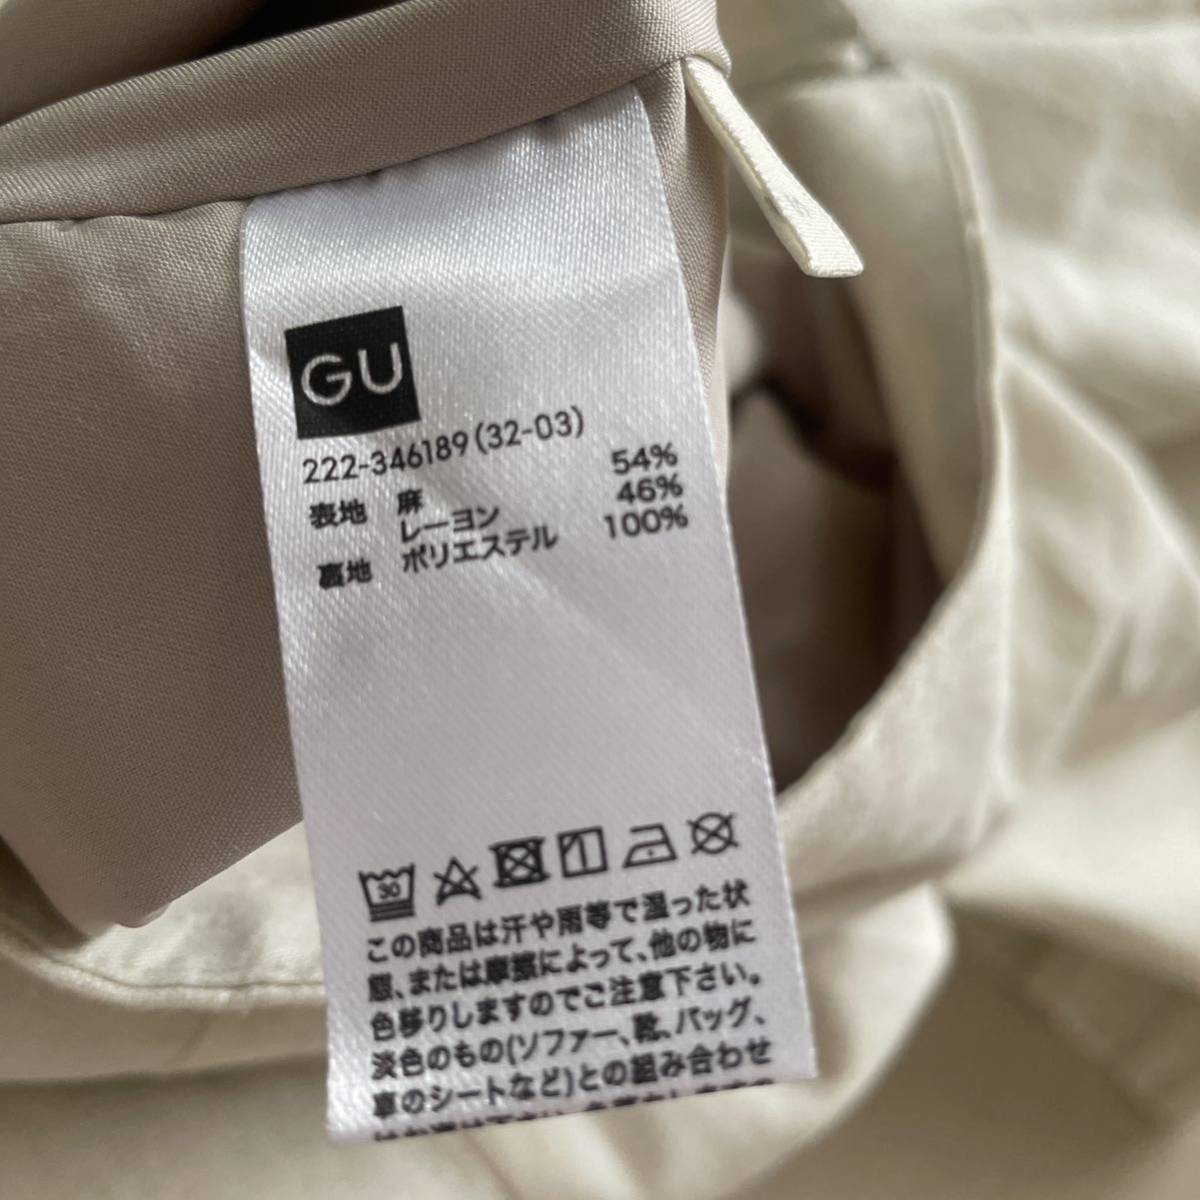 GU
222-346189 (32-03)
表地 麻 54%
レーヨン 46%
裏地 ポリエステル 100%
30
この商品は汗や雨等で湿った状
態、または摩擦によって、他の物に
色移りしますのでご注意下さい。
淡色のもの(ソファー、靴、バッグ、
車のシートなど)との組み合わせ